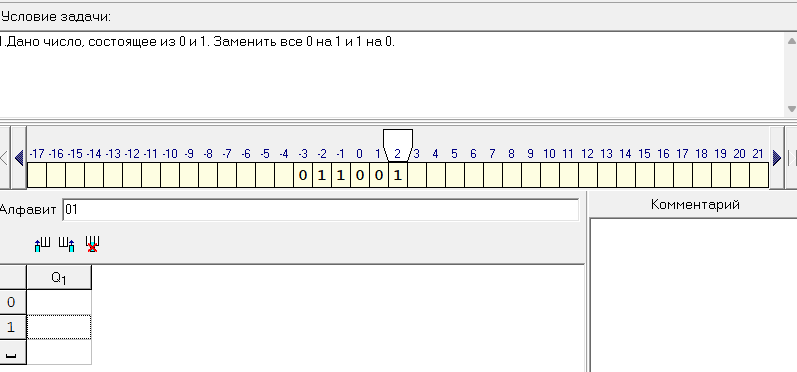 Условие задачи:
1.Дано число, состоящее из 0 и 1. Заменить все 0 на 1 и 1 на 0.
-17 -16 -15 -14 -13 -12 -11 -10 -9 -8 -7 -6 -5 -4 -3 -2 -1 0 1 2 3 4 5 6 7 8 9 10 11 12 13 14 15 16 17 18 19 20 21
0 1 1 0 0 1
Алфавит 01
Комментарий
Q1
0
1